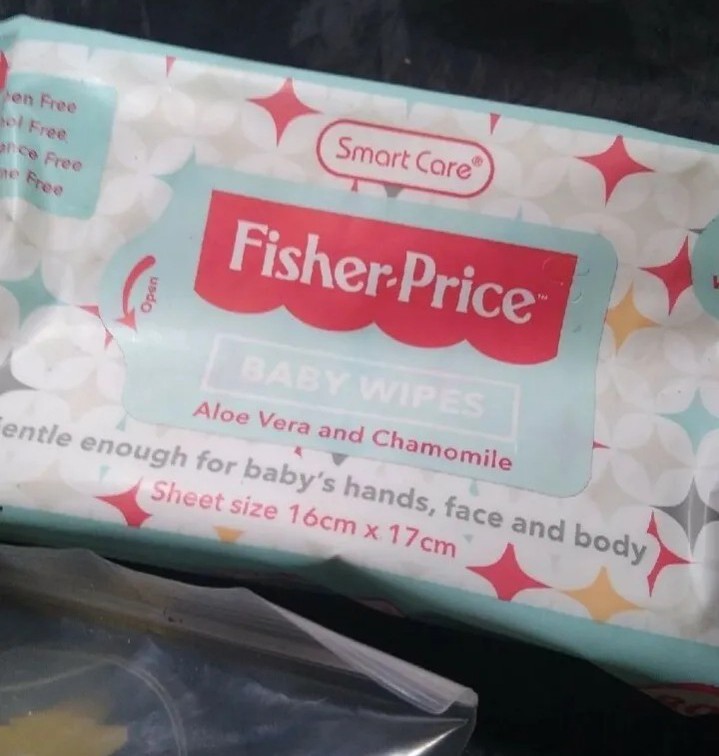 Free
Free
Free
Free
Smart Care®
Fisher-Price™
Open
BABY WIPES
Aloe Vera and Chamomile
entle enough for baby's hands, face and body
Sheet size 16cm x 17cm